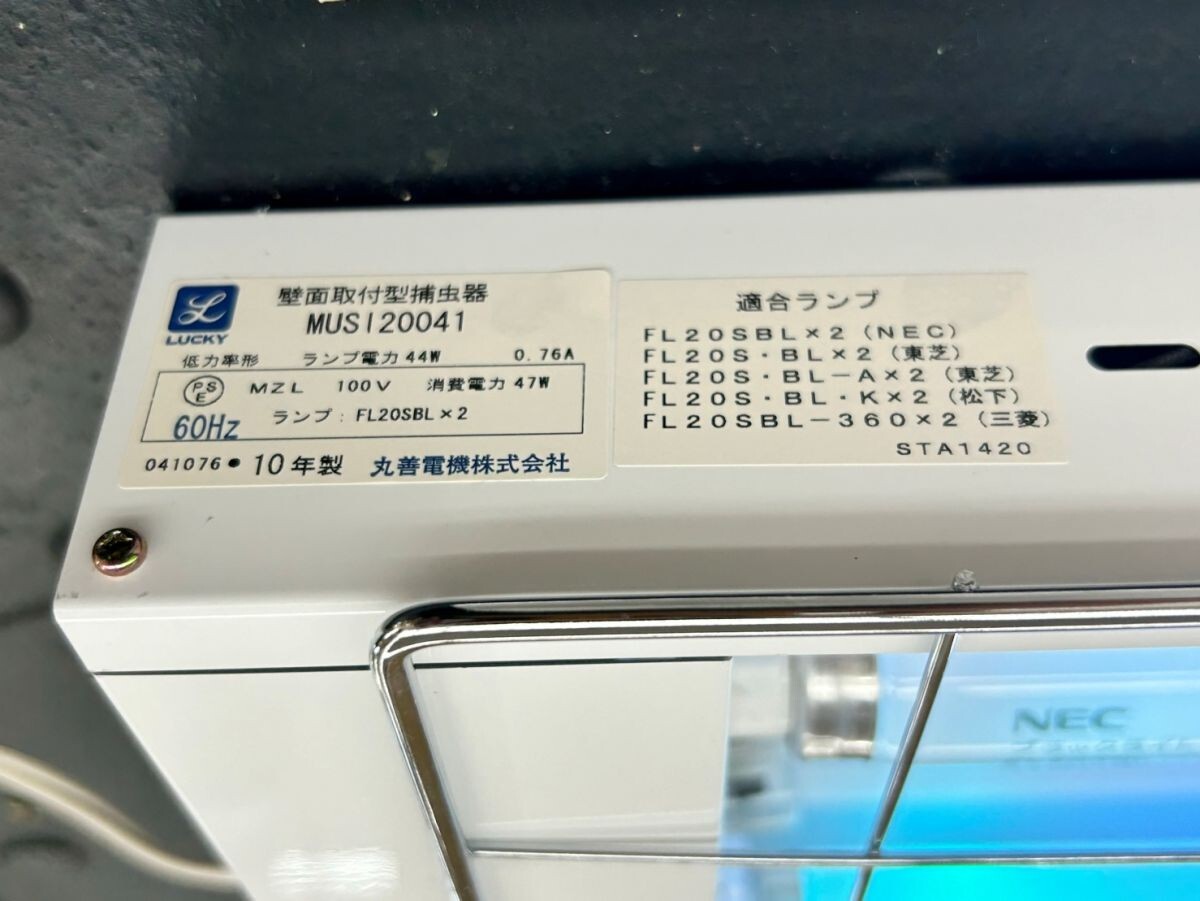 LUCKY
壁面取付型捕虫器
MUSI20041
低力率形 ランプ電力 44W 0.76A
PSE MZL 100V 消費電力 47W
60Hz ランプ: FL20SBL×2
041076● 10年製 丸善電機株式会社
適合ランプ
FL20SBL×2 (NEC)
FL20S・BL×2 (東芝)
FL20S・BL-A×2 (東芝)
FL20S・BL・K×2 (松下)
FL20SBL-360×2 (三菱)
STA1420
NEC